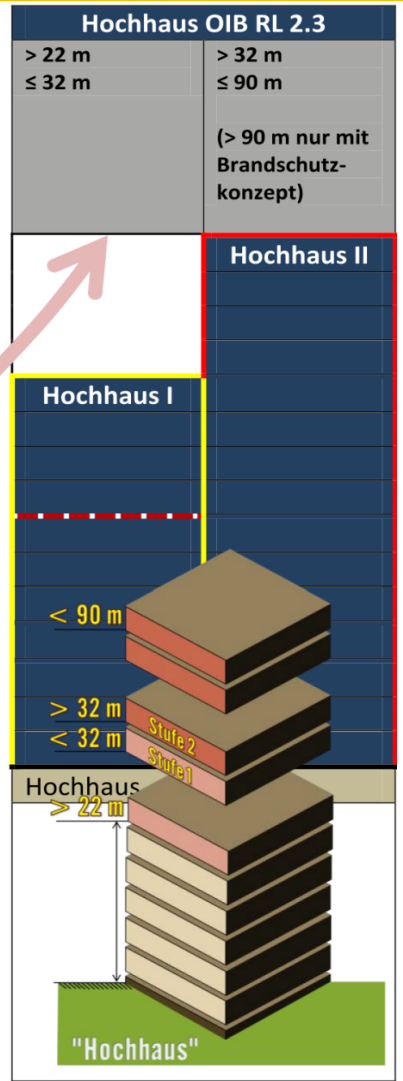 Hochhaus OIB RL 2.3
> 22 m
≤ 32 m
> 32 m
≤ 90 m
(> 90 m nur mit
Brandschutz-
konzept)
Hochhaus II
Hochhaus I
< 90 m
> 32 m
< 32 m
Stufe 2
Stufe 1
Hochhaus
> 22 m
"Hochhaus"